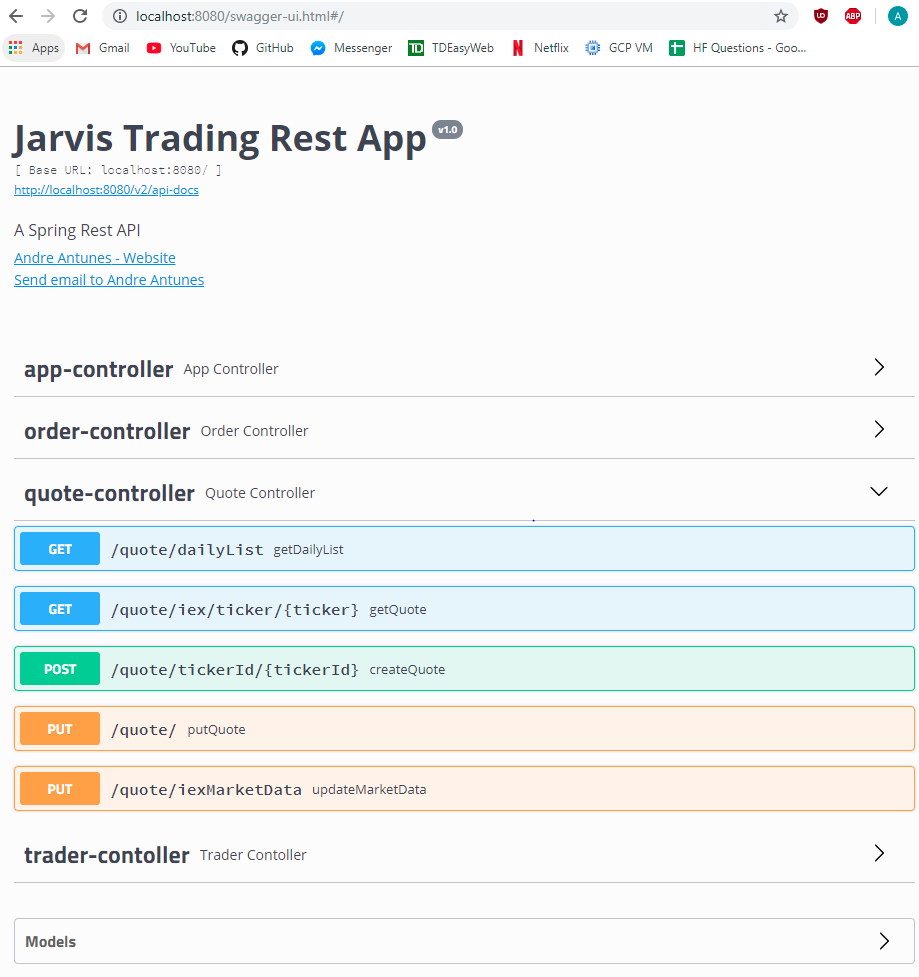 localhost:8080/swagger-ui.html#/
UD
ABP
A
Apps Gmail YouTube GitHub Messenger TD TDEasyWeb N Netflix GCP VM HF Questions - Goo...
Jarvis Trading Rest App v1.0
[ Base URL: localhost:8080/ ]
http://localhost:8080/v2/api-docs
A Spring Rest API
Andre Antunes - Website
Send email to Andre Antunes
app-controller App Controller
order-controller Order Controller
quote-controller Quote Controller
GET /quote/dailyList getDailyList
GET /quote/iex/ticker/{ticker} getQuote
POST /quote/tickerId/{tickerId} createQuote
PUT /quote/ putQuote
PUT /quote/iexMarketData updateMarketData
trader-contoller Trader Contoller
Models